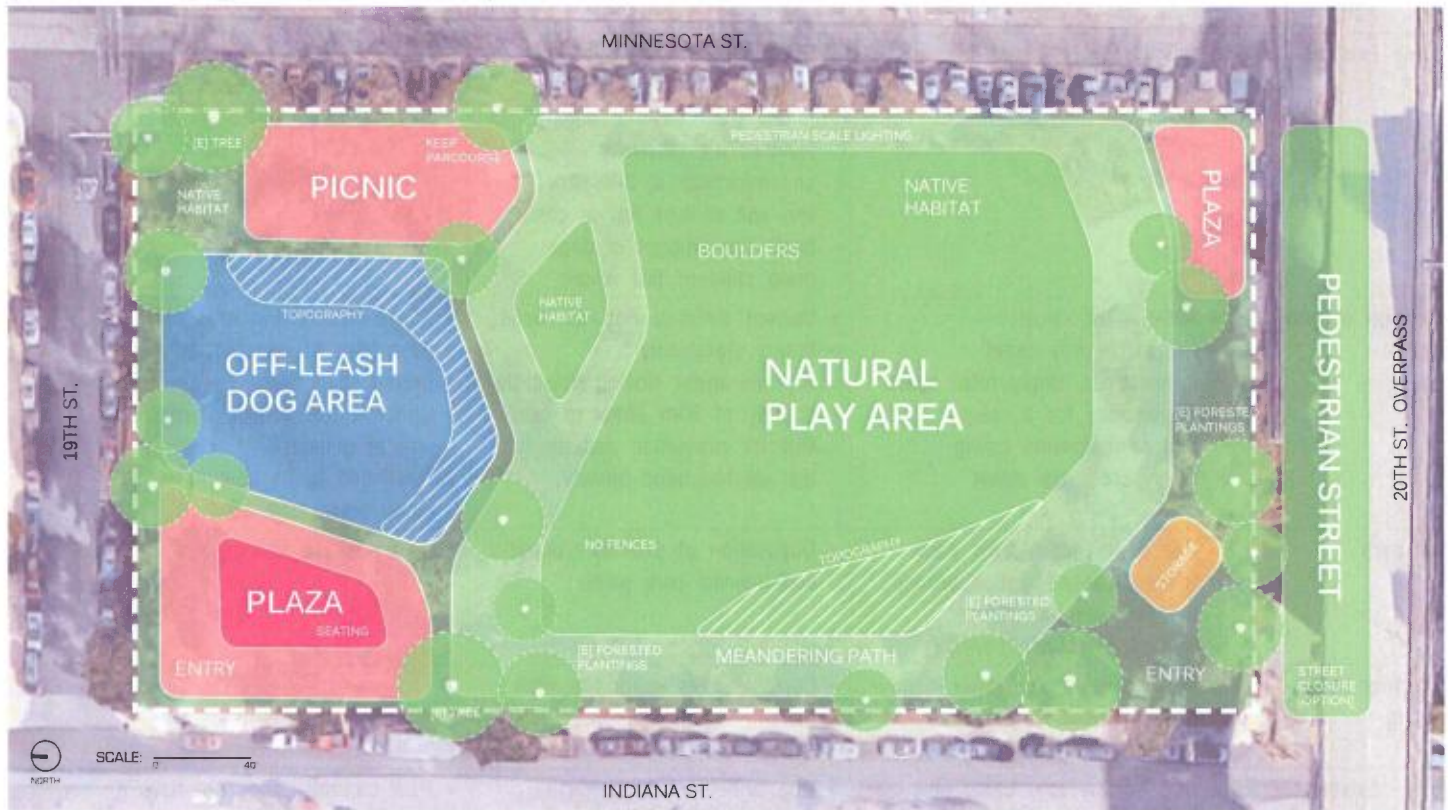 MINNESOTA ST.
PEDESTRIAN SCALE LIGHTING
[E] TREE
KEEP
PARCOURSE
PICNIC
NATIVE
HABITAT
NATIVE
HABITAT
PLAZA
BOULDERS
PEDESTRIAN STREET
NATIVE
HABITAT
TOPOGRAPHY
OFF-LEASH
DOG AREA
NATURAL
PLAY AREA
19TH ST.
20TH ST. OVERPASS
[E] FORESTED
PLANTINGS
NO FENCES
TOPOGRAPHY
STORAGE
PLAZA
SEATING
[E] FORESTED
PLANTINGS
[E] FORESTED
PLANTINGS
MEANDERING PATH
ENTRY
ENTRY
STREET
CLOSURE
(OPTION)
[E] TREE
NORTH
SCALE:
0 40
INDIANA ST.